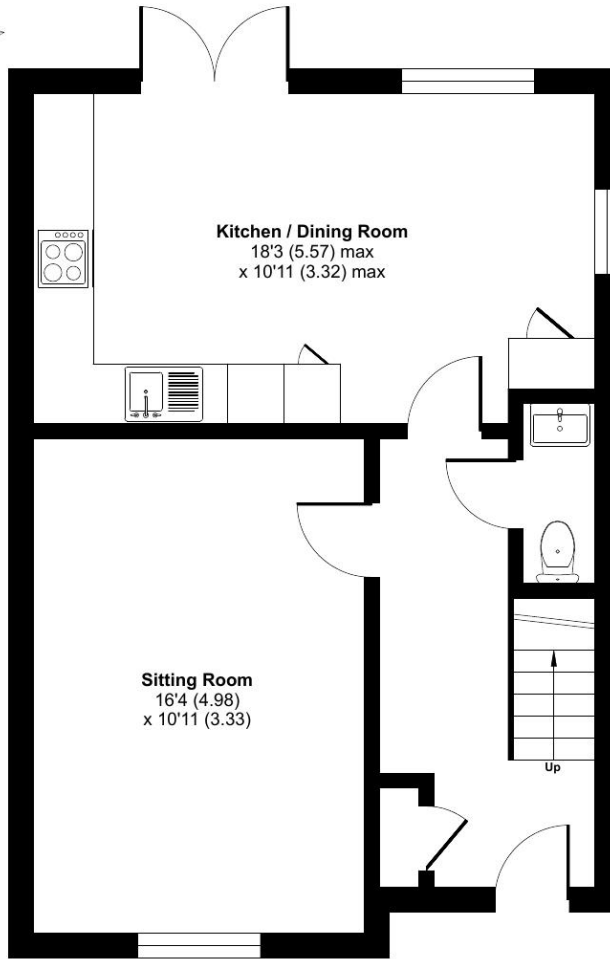 Kitchen / Dining Room
18'3 (5.57) max
x 10'11 (3.32) max
Sitting Room
16'4 (4.98)
x 10'11 (3.33)
Up